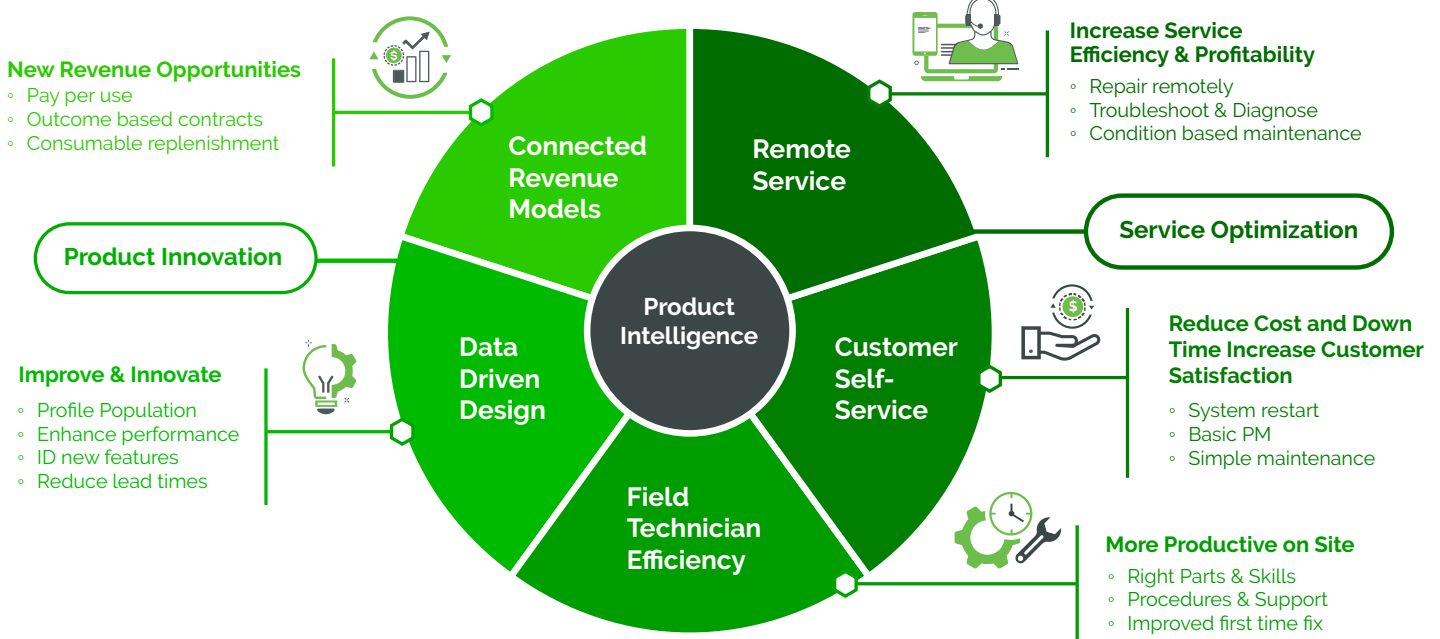 New Revenue Opportunities
◦ Pay per use
◦ Outcome based contracts
◦ Consumable replenishment
$
Connected
Revenue
Models
Remote
Service
Increase Service
Efficiency & Profitability
◦ Repair remotely
◦ Troubleshoot & Diagnose
◦ Condition based maintenance
Product Innovation
Service Optimization
Product
Intelligence
Data
Driven
Design
Customer
Self-
Service
$
Reduce Cost and Down
Time Increase Customer
Satisfaction
◦ System restart
◦ Basic PM
◦ Simple maintenance
Improve & Innovate
◦ Profile Population
◦ Enhance performance
◦ ID new features
◦ Reduce lead times
Field
Technician
Efficiency
More Productive on Site
◦ Right Parts & Skills
◦ Procedures & Support
◦ Improved first time fix